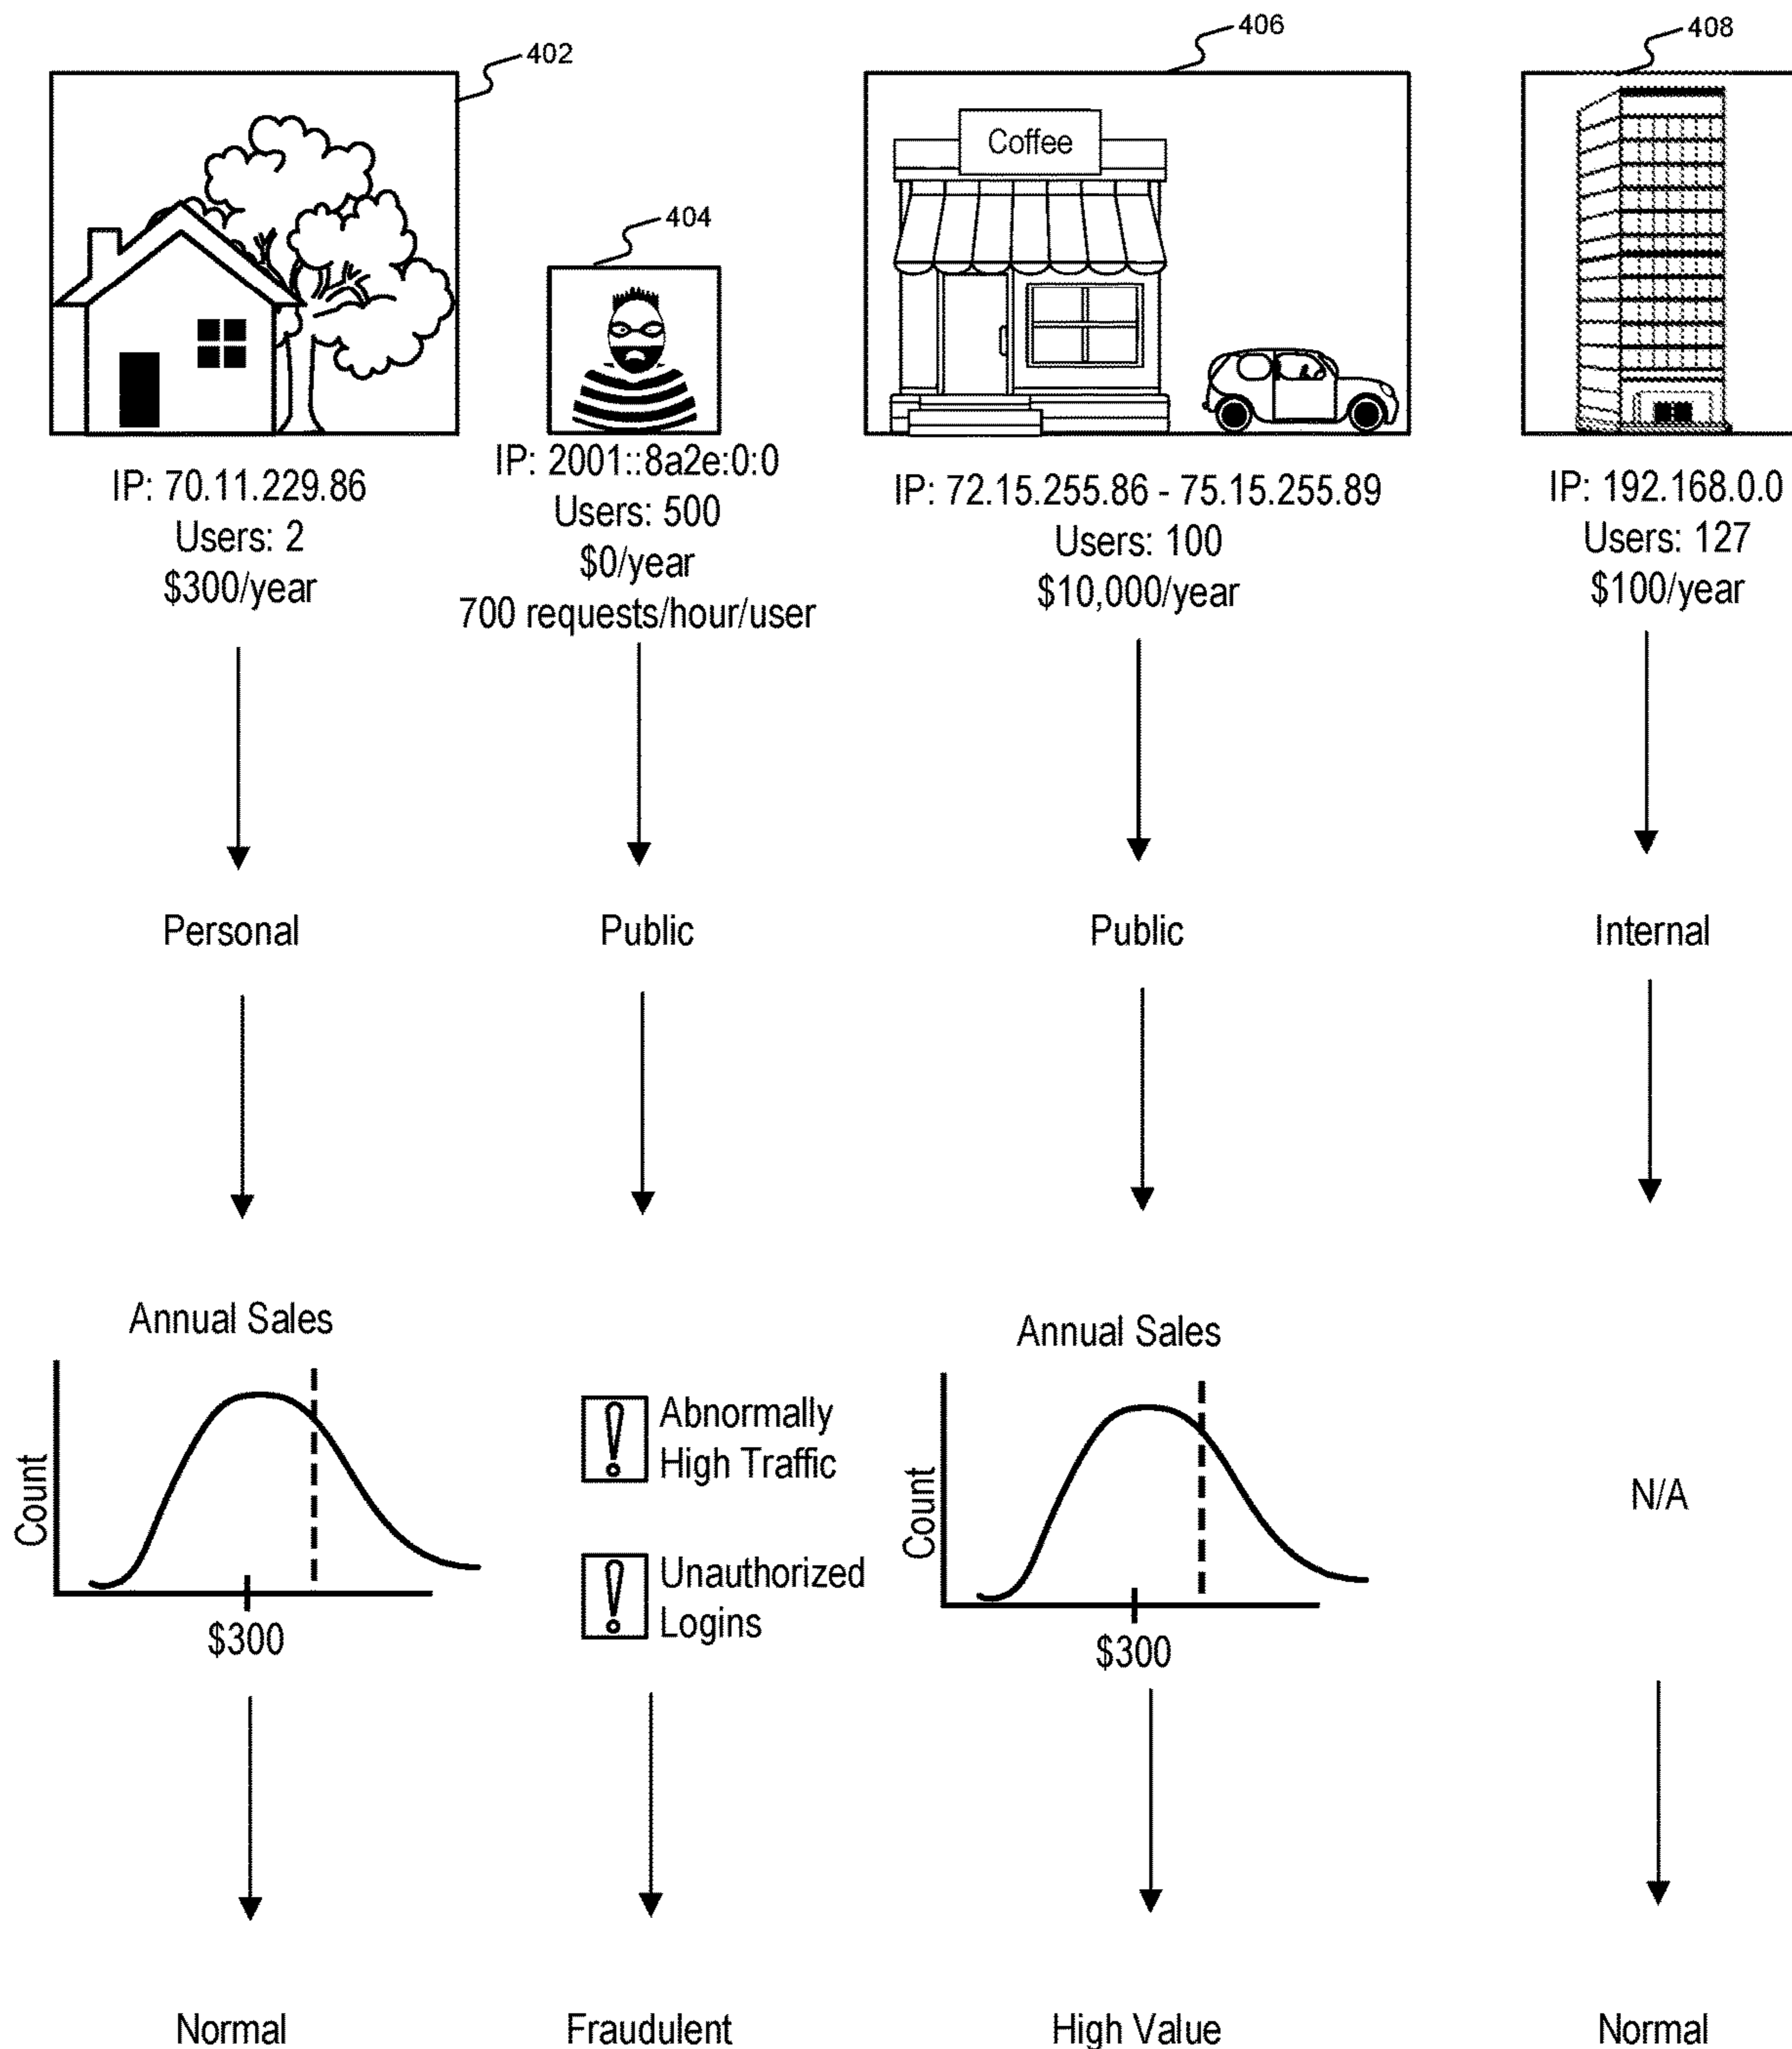 402
404
406
408
Coffee
IP: 70.11.229.86
Users: 2
$300/year
IP: 2001::8a2e:0:0
Users: 500
$0/year
700 requests/hour/user
IP: 72.15.255.86 - 75.15.255.89
Users: 100
$10,000/year
IP: 192.168.0.0
Users: 127
$100/year
Personal
Public
Public
Internal
Annual Sales
Count
$300
! Abnormally
High Traffic
! Unauthorized
Logins
Annual Sales
Count
$300
N/A
Normal
Fraudulent
High Value
Normal